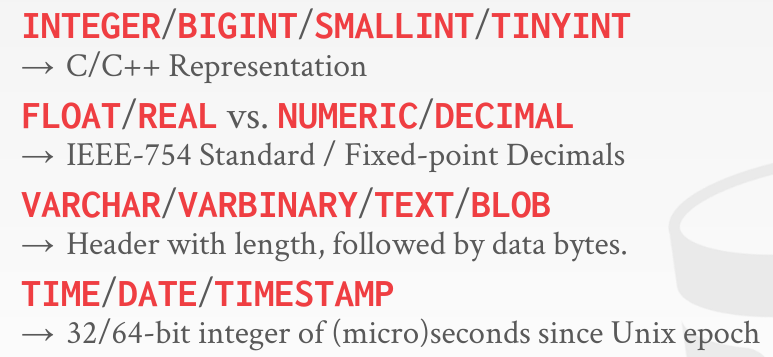 INTEGER/BIGINT/SMALLINT/TINYINT
→ C/C++ Representation
FLOAT/REAL vs. NUMERIC/DECIMAL
→ IEEE-754 Standard / Fixed-point Decimals
VARCHAR/VARBINARY/TEXT/BLOB
→ Header with length, followed by data bytes.
TIME/DATE/TIMESTAMP
→ 32/64-bit integer of (micro)seconds since Unix epoch